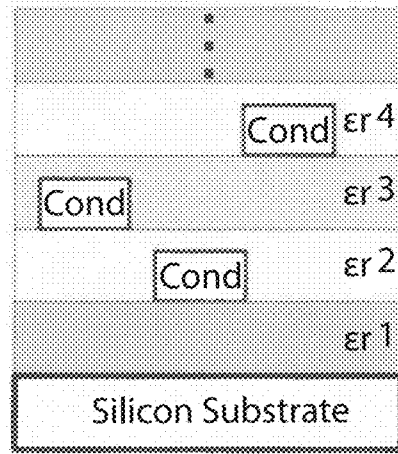 Cond εr 4
Cond εr 3
Cond εr 2
εr 1
Silicon Substrate